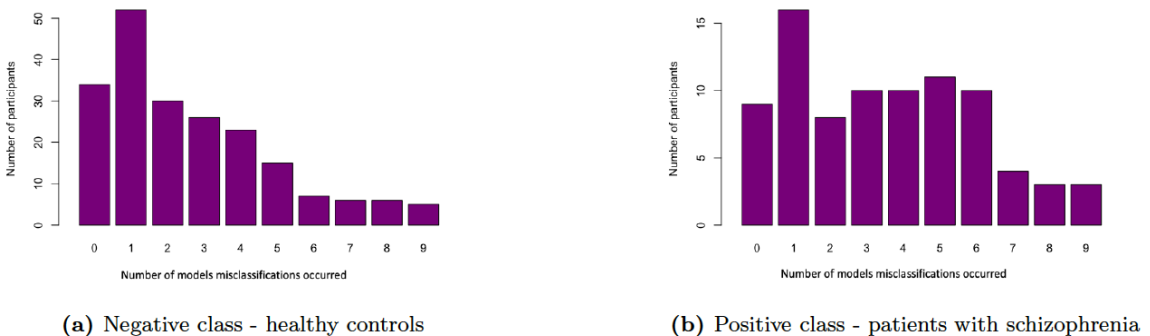 50
40
30
20
10
0
Number of participants
0 1 2 3 4 5 6 7 8 9
Number of models misclassifications occurred
(a) Negative class - healthy controls
15
10
5
0
Number of participants
0 1 2 3 4 5 6 7 8 9
Number of models misclassifications occurred
(b) Positive class - patients with schizophrenia